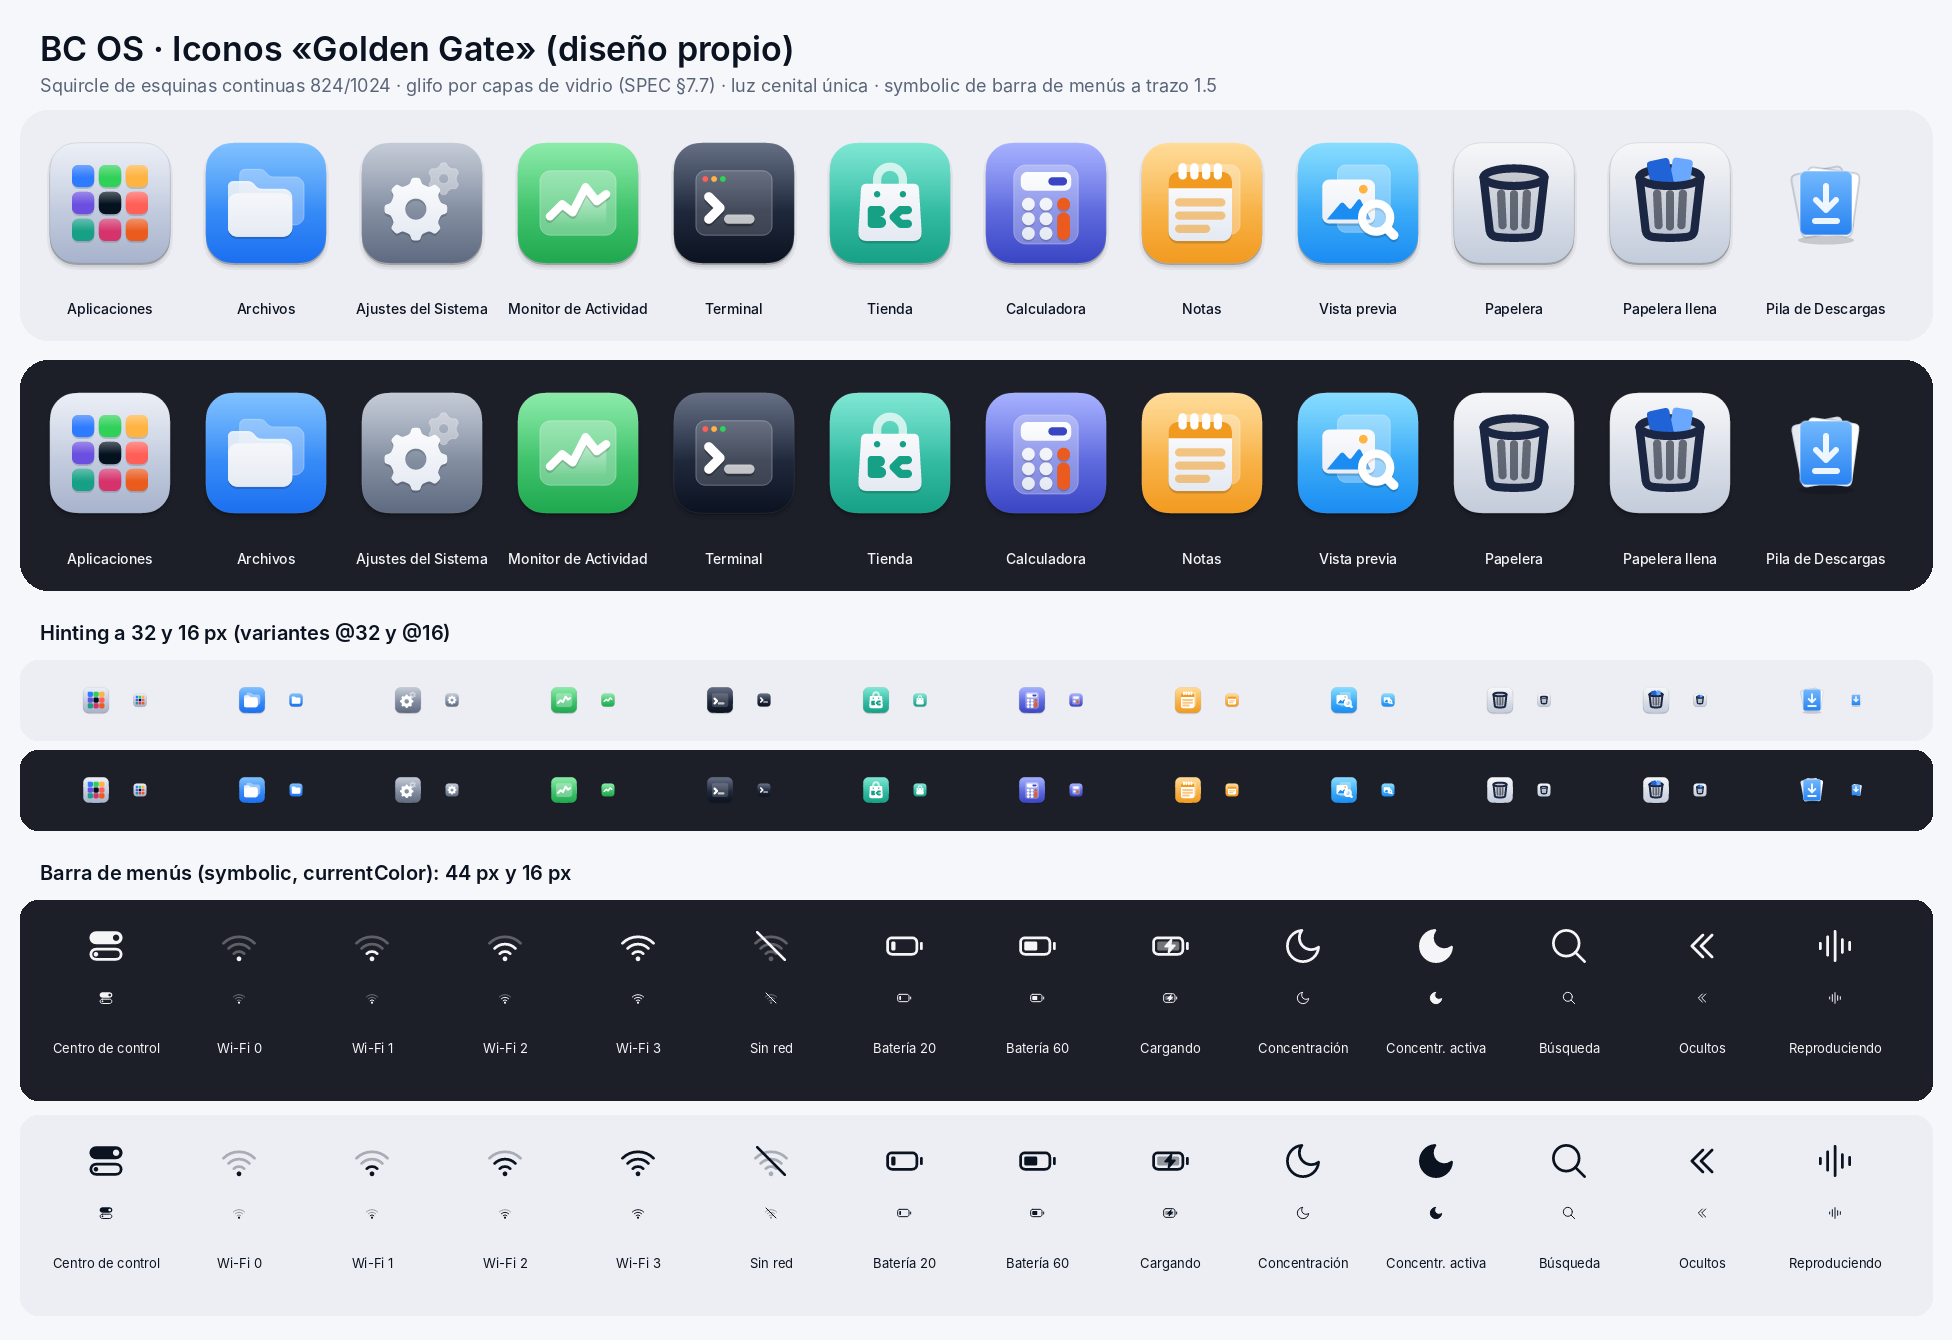 BC OS · Iconos «Golden Gate» (diseño propio)
Squircle de esquinas continuas 824/1024 · glifo por capas de vidrio (SPEC §7.7) · luz cenital única · symbolic de barra de menús a trazo 1.5
BC
Aplicaciones Archivos Ajustes del Sistema Monitor de Actividad Terminal Tienda Calculadora Notas Vista previa Papelera Papelera llena Pila de Descargas
BC
Aplicaciones Archivos Ajustes del Sistema Monitor de Actividad Terminal Tienda Calculadora Notas Vista previa Papelera Papelera llena Pila de Descargas
Hinting a 32 y 16 px (variantes @32 y @16)
Barra de menús (symbolic, currentColor): 44 px y 16 px
Centro de control Wi-Fi 0 Wi-Fi 1 Wi-Fi 2 Wi-Fi 3 Sin red Batería 20 Batería 60 Cargando Concentración Concentr. activa Búsqueda Ocultos Reproduciendo
Centro de control Wi-Fi 0 Wi-Fi 1 Wi-Fi 2 Wi-Fi 3 Sin red Batería 20 Batería 60 Cargando Concentración Concentr. activa Búsqueda Ocultos Reproduciendo